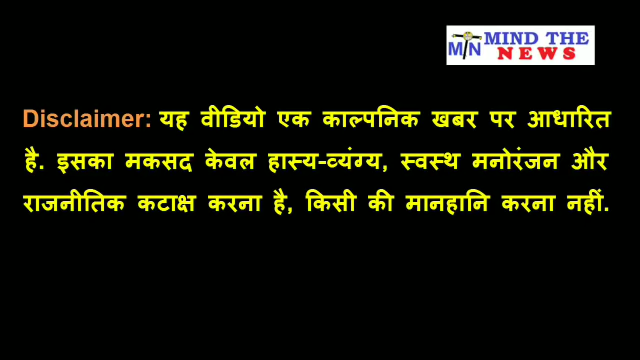 MTN MIND THE
NEWS
Disclaimer: यह वीडियो एक काल्पनिक खबर पर आधारित
है. इसका मकसद केवल हास्य-व्यंग्य, स्वस्थ मनोरंजन और
राजनीतिक कटाक्ष करना है, किसी की मानहानि करना नहीं.